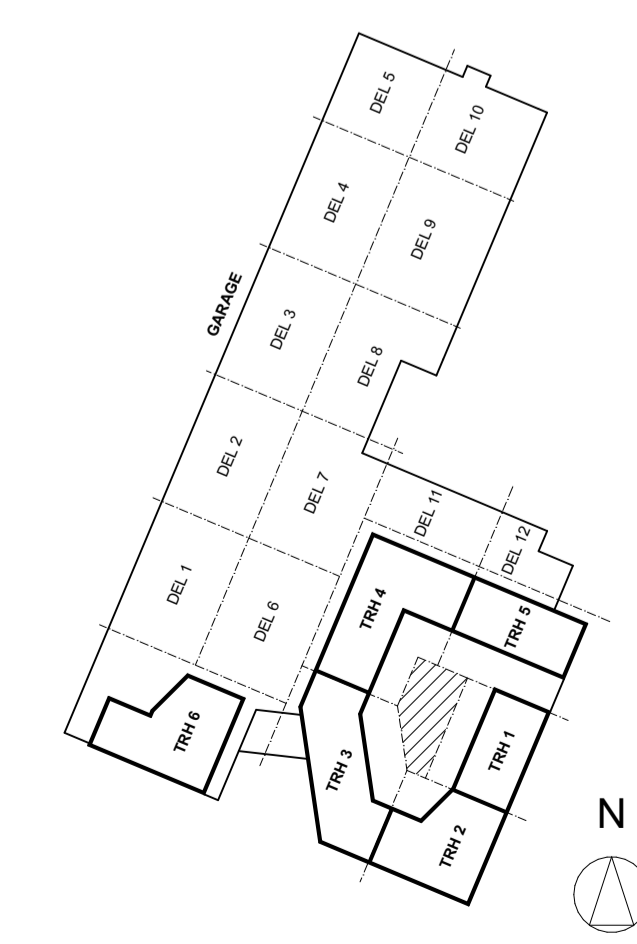 DEL 5
DEL 10
DEL 4
DEL 9
GARAGE
DEL 3
DEL 8
DEL 2
DEL 7
DEL 11
DEL 12
DEL 1
DEL 6
TRH 4
TRH 5
TRH 6
TRH 3
TRH 1
TRH 2
N